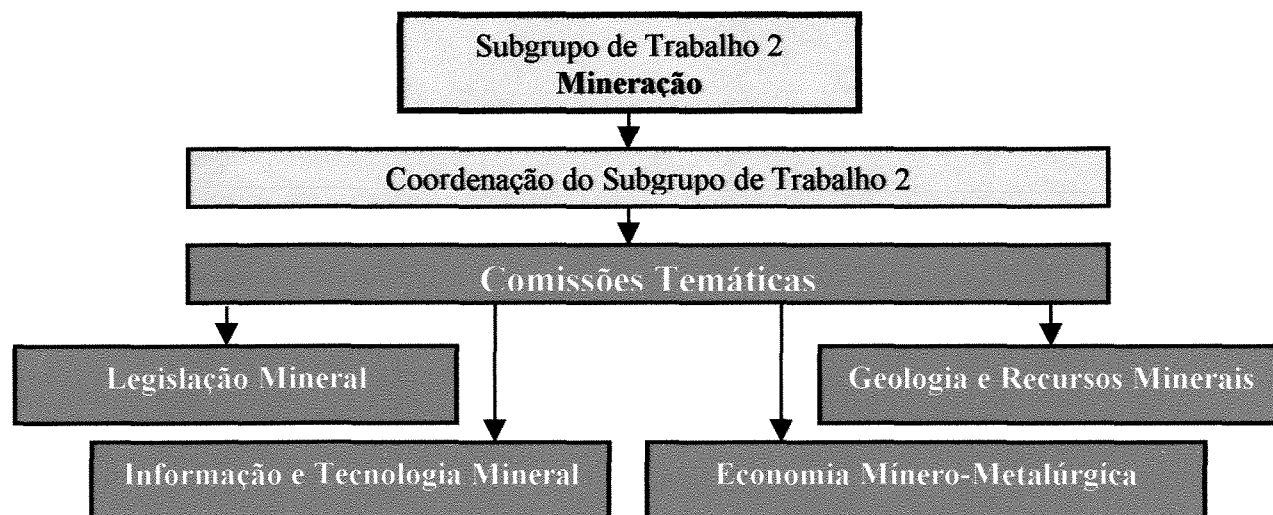 Subgrupo de Trabalho 2
Mineração
Coordenação do Subgrupo de Trabalho 2
Comissões Temáticas
Legislação Mineral
Geologia e Recursos Minerais
Informação e Tecnologia Mineral
Economia Mínero-Metalúrgica